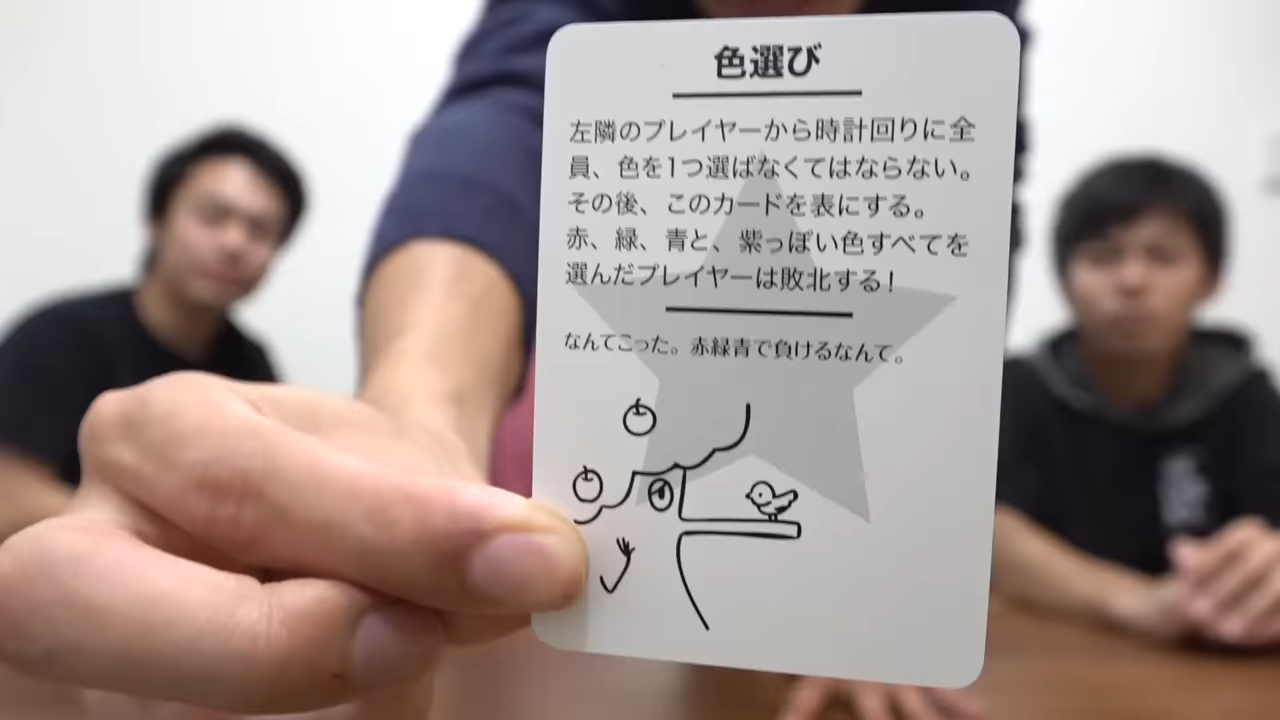 色選び
左隣のプレイヤーから時計回りに全
員、色を1つ選ばなくてはならない。
その後、このカードを表にする。
赤、緑、青と、紫っぽい色すべてを
選んだプレイヤーは敗北する!
なんてこった。赤緑青で負けるなんて。